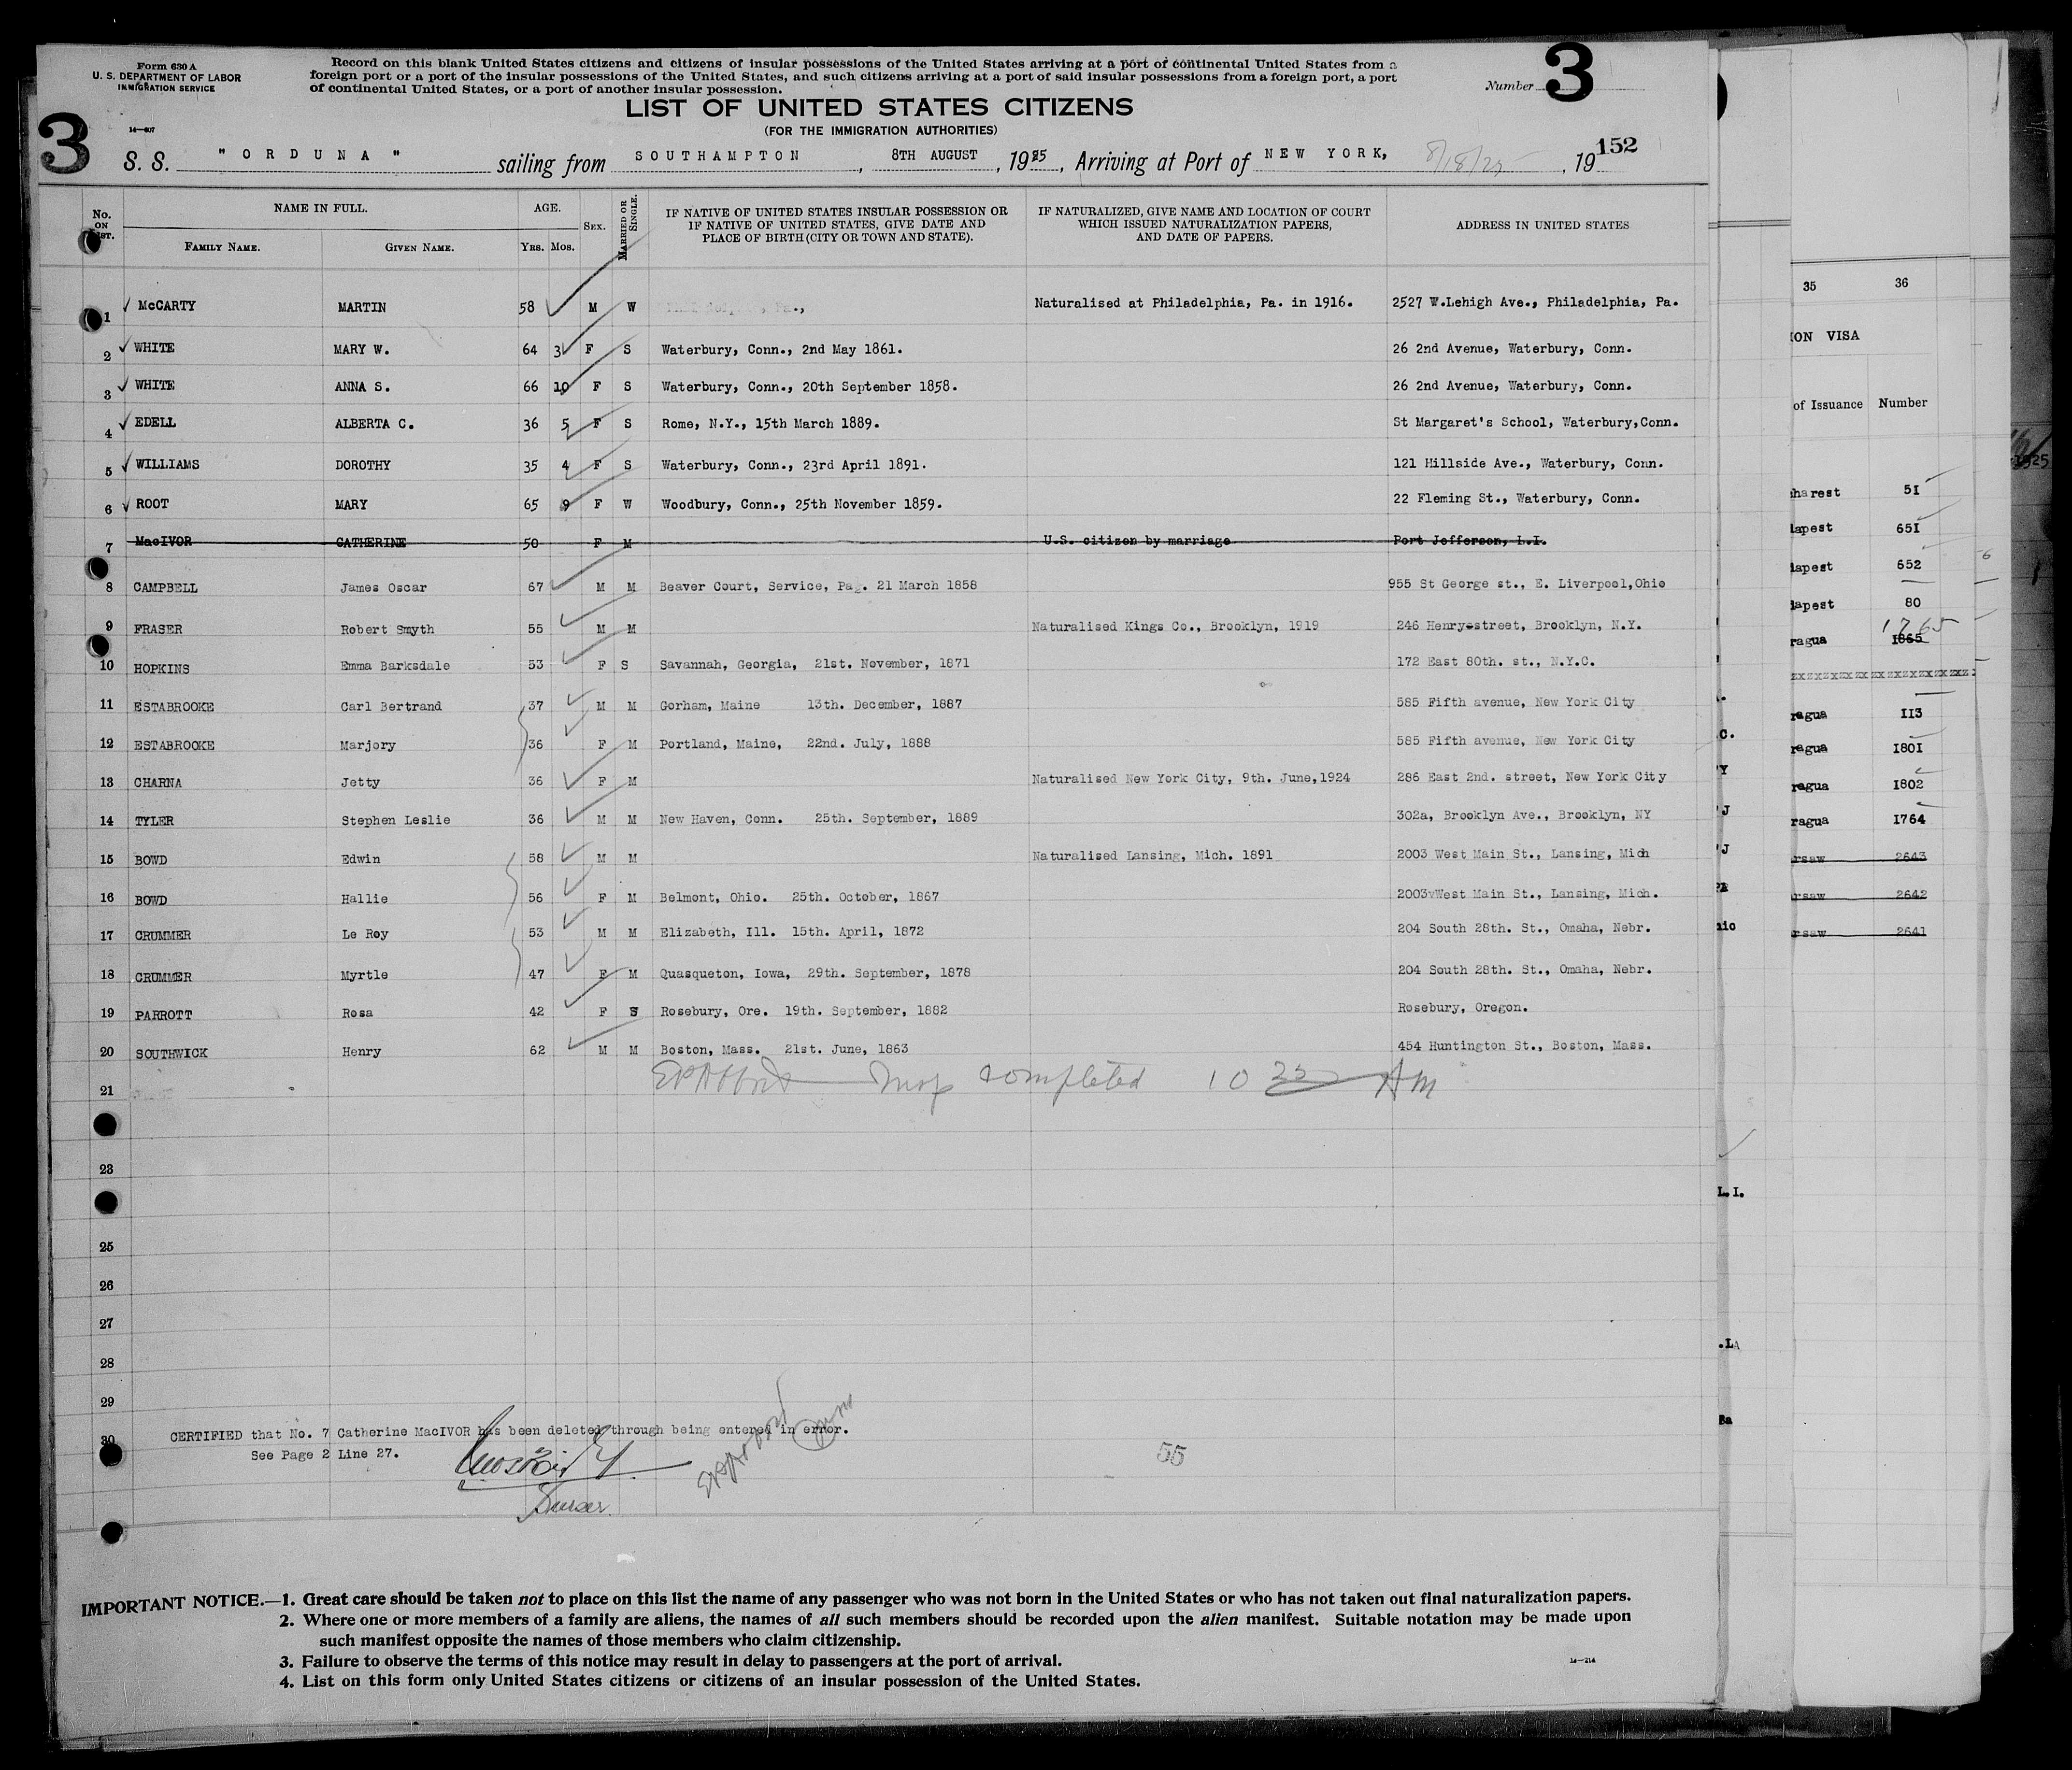 Form 630 A
U. S. DEPARTMENT OF LABOR
IMMIGRATION SERVICE
Record on this blank United States citizens and citizens of insular possessions of the United States arriving at a port of continental United States from a
foreign port or a port of the insular possessions of the United States, and such citizens arriving at a port of said insular possessions from a foreign port, a port
of continental United States, or a port of another insular possession.
Number 3
LIST OF UNITED STATES CITIZENS
(FOR THE IMMIGRATION AUTHORITIES)
3
14—807
S. S. "ORDUNA" sailing from SOUTHAMPTON, 8TH AUGUST, 1925, Arriving at Port of NEW YORK, 8/18/25, 19 152
No. ON LIST. NAME IN FULL. AGE. SEX. MARRIED OR SINGLE. IF NATIVE OF UNITED STATES INSULAR POSSESSION OR IF NATIVE OF UNITED STATES, GIVE DATE AND PLACE OF BIRTH (CITY OR TOWN AND STATE). IF NATURALIZED, GIVE NAME AND LOCATION OF COURT WHICH ISSUED NATURALIZATION PAPERS, AND DATE OF PAPERS. ADDRESS IN UNITED STATES
FAMILY NAME. GIVEN NAME. YRS. MOS.
1 McCARTY MARTIN 58 M W Naturalised at Philadelphia, Pa. in 1916. 2527 W.Lehigh Ave., Philadelphia, Pa.
2 WHITE MARY W. 64 3 F S Waterbury, Conn., 2nd May 1861. 26 2nd Avenue, Waterbury, Conn.
3 WHITE ANNA S. 66 10 F S Waterbury, Conn., 20th September 1858. 26 2nd Avenue, Waterbury, Conn.
4 EDELL ALBERTA C. 36 5 F S Rome, N.Y., 15th March 1889. St Margaret's School, Waterbury,Conn.
5 WILLIAMS DOROTHY 35 4 F S Waterbury, Conn., 23rd April 1891. 121 Hillside Ave., Waterbury, Conn.
6 ROOT MARY 65 9 F W Woodbury, Conn., 25th November 1859. 22 Fleming St., Waterbury, Conn.
7 MacIVOR CATHERINE 50 F M U.S. citizen by marriage Port Jefferson, L.I.
8 CAMPBELL James Oscar 67 M M Beaver Court, Service, Pa. 21 March 1858 955 St George st., E. Liverpool,Ohio
9 FRASER Robert Smyth 55 M M Naturalised Kings Co., Brooklyn, 1919 246 Henry-street, Brooklyn, N.Y.
10 HOPKINS Emma Barksdale 53 F S Savannah, Georgia, 21st. November, 1871 172 East 80th. st., N.Y.C.
11 ESTABROOKE Carl Bertrand 37 M M Gorham, Maine 13th. December, 1887 585 Fifth avenue, New York City
12 ESTABROOKE Marjory 36 F M Portland, Maine, 22nd. July, 1888 585 Fifth avenue, New York City
13 CHARNA Jetty 36 F M Naturalised New York City, 9th. June,1924 286 East 2nd. street, New York City
14 TYLER Stephen Leslie 36 M M New Haven, Conn. 25th. September, 1889 302a, Brooklyn Ave., Brooklyn, NY
15 BOWD Edwin 58 M M Naturalised Lansing, Mich. 1891 2003 West Main St., Lansing, Mich
16 BOWD Hallie 56 F M Belmont, Ohio. 25th. October, 1867 2003 West Main St., Lansing, Mich.
17 CRUMMER Le Roy 53 M M Elizabeth, Ill. 15th. April, 1872 204 South 28th. St., Omaha, Nebr.
18 CRUMMER Myrtle 47 F M Quasqueton, Iowa, 29th. September, 1878 204 South 28th. St., Omaha, Nebr.
19 PARROTT Rosa 42 F S Rosebury, Ore. 19th. September, 1882 Rosebury, Oregon.
20 SOUTHWICK Henry 62 M M Boston, Mass. 21st. June, 1863 454 Huntington St., Boston, Mass.
completed 10 AM
21
23
25
26
27
28
29
30
CERTIFIED that No. 7 Catherine MacIVOR has been deleted through being entered in error.
See Page 2 Line 27.
Purser.
55
IMPORTANT NOTICE.—1. Great care should be taken not to place on this list the name of any passenger who was not born in the United States or who has not taken out final naturalization papers.
2. Where one or more members of a family are aliens, the names of all such members should be recorded upon the alien manifest. Suitable notation may be made upon
such manifest opposite the names of those members who claim citizenship.
3. Failure to observe the terms of this notice may result in delay to passengers at the port of arrival.
4. List on this form only United States citizens or citizens of an insular possession of the United States.
14—214
35 36
ION VISA
of Issuance Number
harest 51
lapest 651
lapest 652
lapest 80
ragua 1865 1765
ragua 113
ragua 1801
ragua 1802
ragua 1764
rsaw 2643
rsaw 2642
rsaw 2641
L.I.
1925